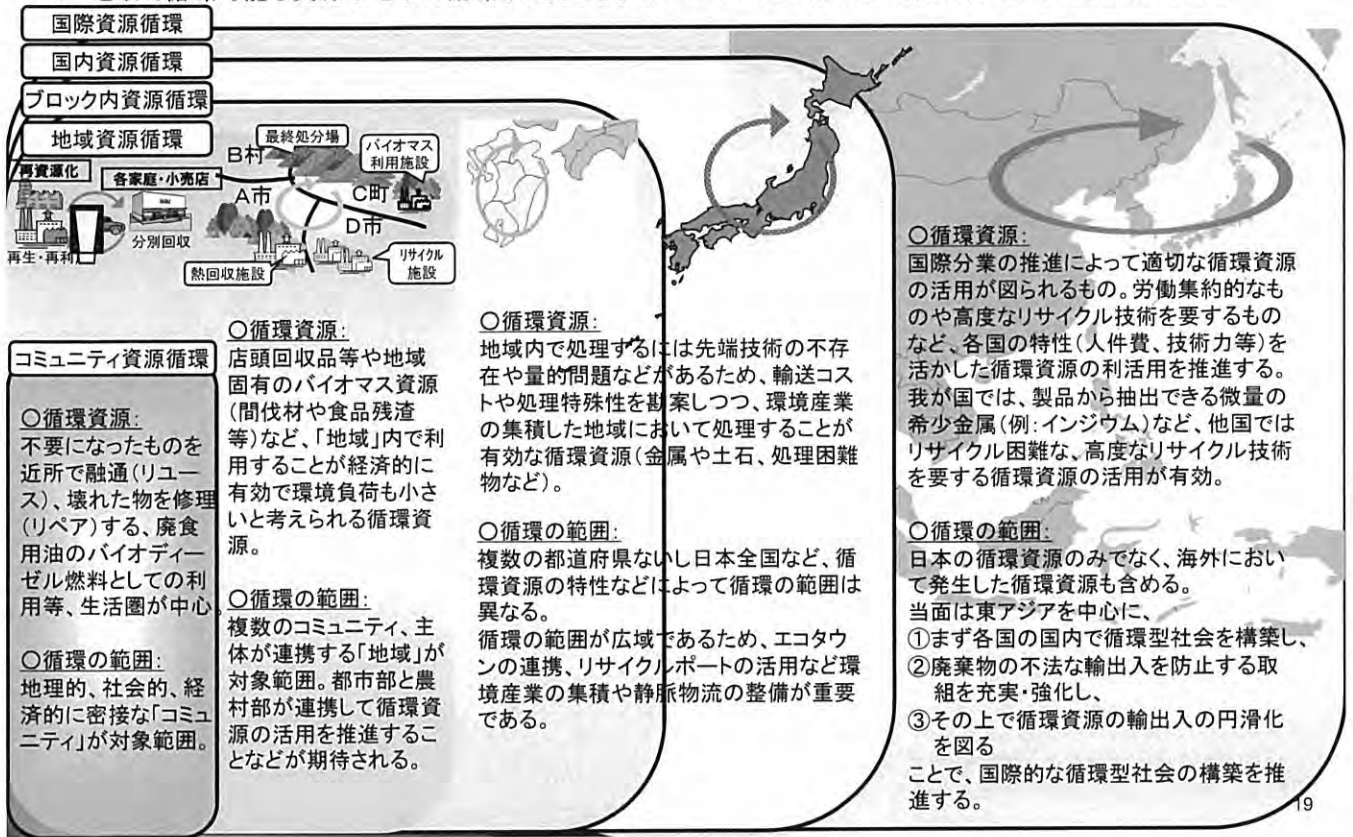 国際資源循環
国内資源循環
ブロック内資源循環
地域資源循環
再資源化
各家庭・小売店
分別回収
再生・再利
最終処分場
B村
バイオマス
利用施設
A市
C町
D市
熱回収施設
リサイクル
施設
コミュニティ資源循環
○循環資源:
不要になったものを
近所で融通(リユー
ス)、壊れた物を修理
(リペア)する、廃食
用油のバイオディー
ゼル燃料としての利
用等、生活圏が中心。
○循環の範囲:
地理的、社会的、経
済的に密接な「コミュ
ニティ」が対象範囲。
○循環資源:
店頭回収品等や地域
固有のバイオマス資源
(間伐材や食品残渣
等)など、「地域」内で利
用することが経済的に
有効で環境負荷も小さ
いと考えられる循環資
源。
○循環の範囲:
複数のコミュニティ、主
体が連携する「地域」が
対象範囲。都市部と農
村部が連携して循環資
源の活用を推進するこ
となどが期待される。
○循環資源:
地域内で処理するには先端技術の不存
在や量的問題などがあるため、輸送コス
トや処理特殊性を勘案しつつ、環境産業
の集積した地域において処理することが
有効な循環資源(金属や土石、処理困難
物など)。
○循環の範囲:
複数の都道府県ないし日本全国など、循
環資源の特性などによって循環の範囲は
異なる。
循環の範囲が広域であるため、エコタウ
ンの連携、リサイクルポートの活用など環
境産業の集積や静脈物流の整備が重要
である。
○循環資源:
国際分業の推進によって適切な循環資源
の活用が図られるもの。労働集約的なも
のや高度なリサイクル技術を要するもの
など、各国の特性(人件費、技術力等)を
活かした循環資源の利活用を推進する。
我が国では、製品から抽出できる微量の
希少金属(例:インジウム)など、他国では
リサイクル困難な、高度なリサイクル技術
を要する循環資源の活用が有効。
○循環の範囲:
日本の循環資源のみでなく、海外におい
て発生した循環資源も含める。
当面は東アジアを中心に、
①まず各国の国内で循環型社会を構築し、
②廃棄物の不法な輸出入を防止する取
組を充実・強化し、
③その上で循環資源の輸出入の円滑化
を図る
ことで、国際的な循環型社会の構築を推
進する。
19